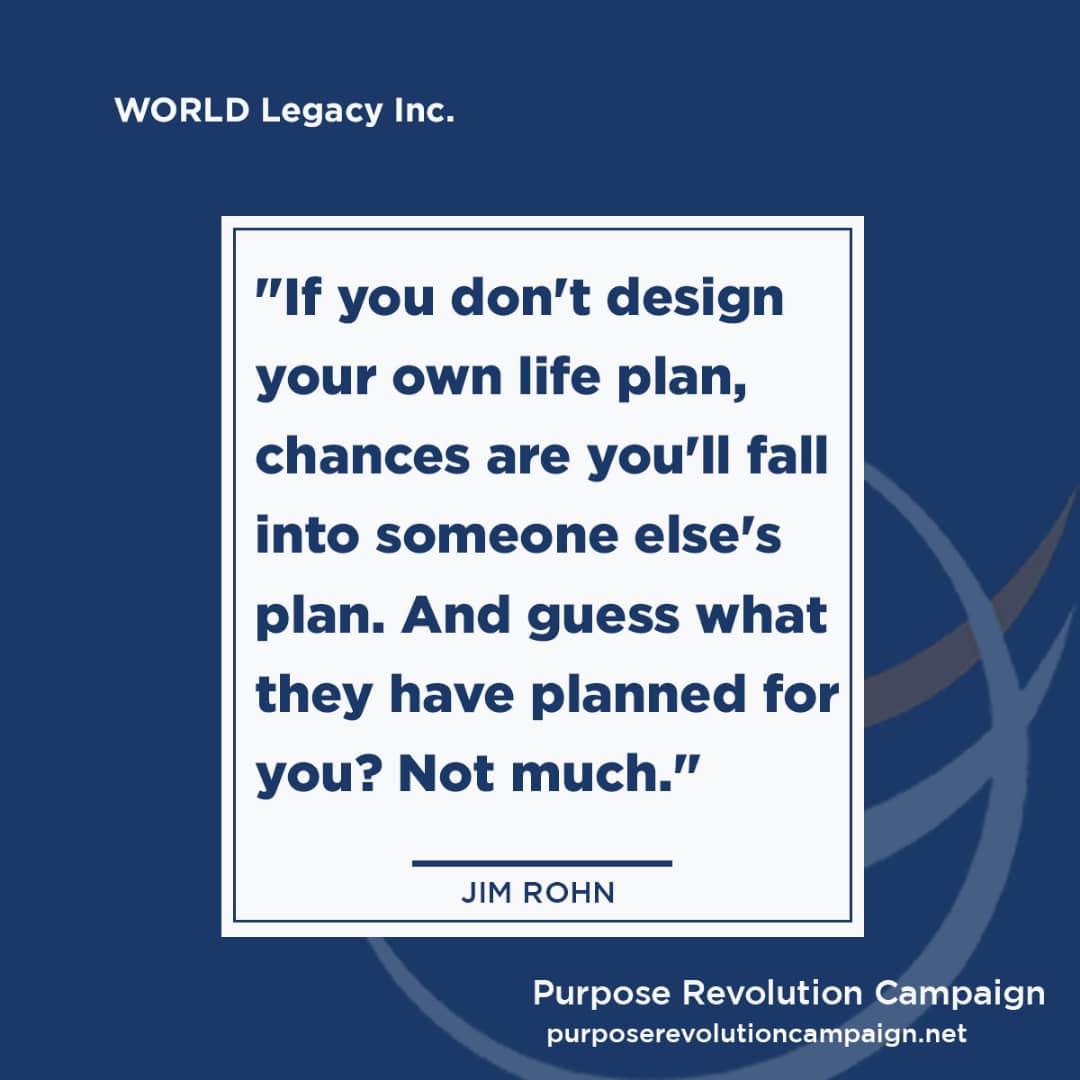 WORLD Legacy Inc.
"If you don't design
your own life plan,
chances are you'll fall
into someone else's
plan. And guess what
they have planned for
you? Not much."
JIM ROHN
Purpose Revolution Campaign
purposerevolutioncampaign.net